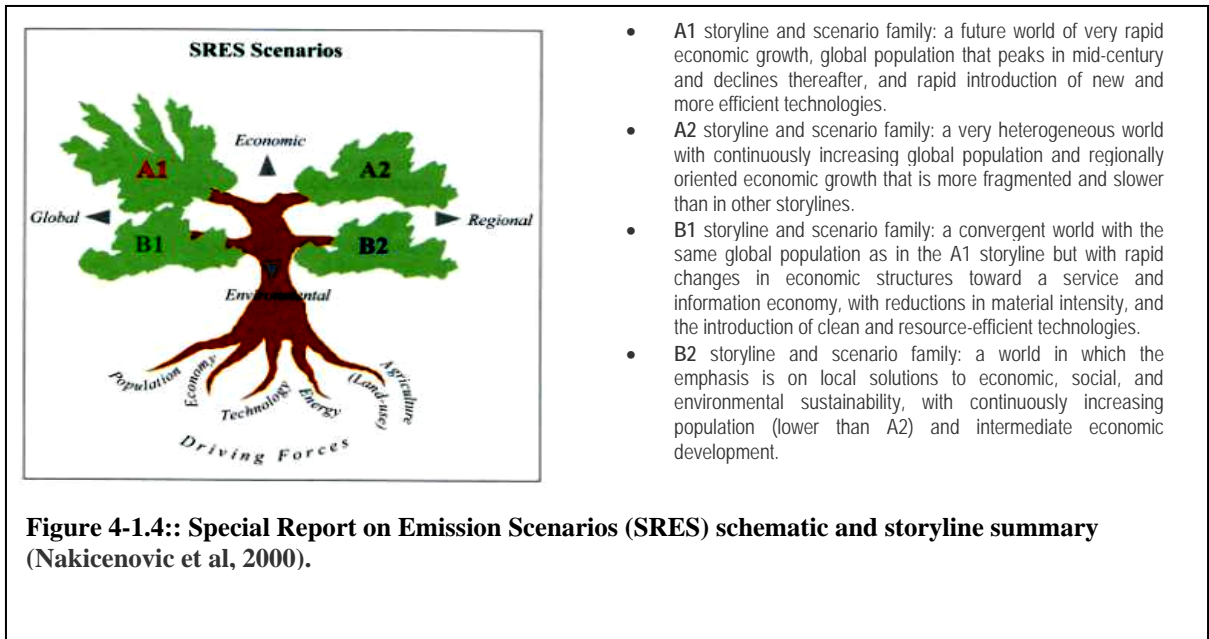 SRES Scenarios
Economic
A1
A2
Global
Regional
B1
B2
Environmental
Population
Economy
Technology
Energy
Agriculture
(Land-use)
Driving Forces
• A1 storyline and scenario family: a future world of very rapid
economic growth, global population that peaks in mid-century
and declines thereafter, and rapid introduction of new and
more efficient technologies.
• A2 storyline and scenario family: a very heterogeneous world
with continuously increasing global population and regionally
oriented economic growth that is more fragmented and slower
than in other storylines.
• B1 storyline and scenario family: a convergent world with the
same global population as in the A1 storyline but with rapid
changes in economic structures toward a service and
information economy, with reductions in material intensity, and
the introduction of clean and resource-efficient technologies.
• B2 storyline and scenario family: a world in which the
emphasis is on local solutions to economic, social, and
environmental sustainability, with continuously increasing
population (lower than A2) and intermediate economic
development.
Figure 4-1.4:: Special Report on Emission Scenarios (SRES) schematic and storyline summary
(Nakicenovic et al, 2000).